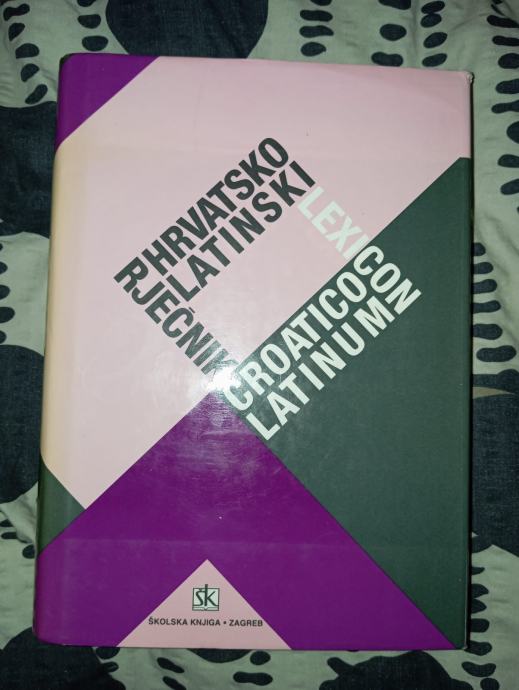 HRVATSKO
LATINSKI
RJEČNIK
LEXICON
CROATICO
LATINUM
ŠK
ŠKOLSKA KNJIGA • ZAGREB